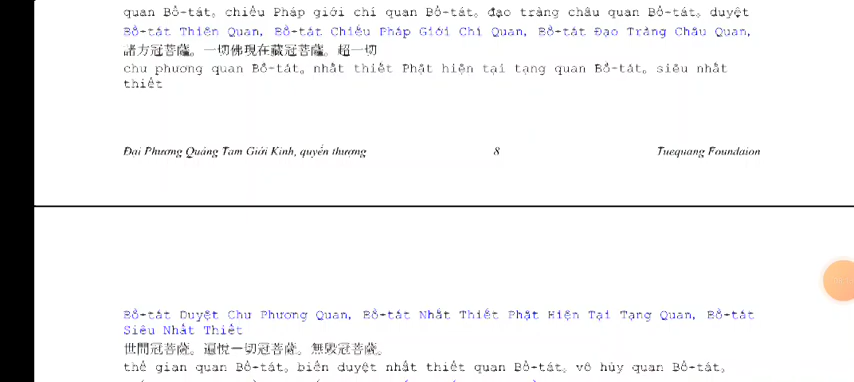 quan Bồ-tát。chiếu Pháp giới chí quan Bồ-tát。đạo tràng châu quan Bồ-tát。duyệt
Bồ-tát Thiên Quan, Bồ-tát Chiếu Pháp Giới Chí Quan, Bồ-tát Đạo Tràng Châu Quan,
諸方冠菩薩。一切佛現在藏冠菩薩。超一切
chu phương quan Bồ-tát。nhất thiết Phật hiện tại tạng quan Bồ-tát。siêu nhất
thiết
Đại Phương Quảng Tam Giới Kinh, quyển thượng 8 Tuequang Foundaion
Bồ-tát Duyệt Chu Phương Quan, Bồ-tát Nhất Thiết Phật Hiện Tại Tạng Quan, Bồ-tát
Siêu Nhất Thiết
世間冠菩薩。遍悅一切冠菩薩。無毀冠菩薩。
thế gian quan Bồ-tát。biến duyệt nhất thiết quan Bồ-tát。vô hủy quan Bồ-tát。